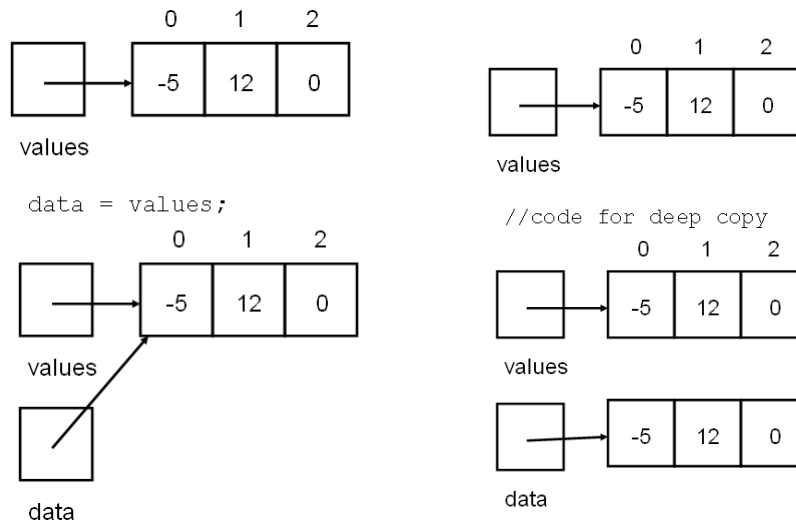 0 1 2
-5 12 0
values
data = values;
0 1 2
-5 12 0
values
data
0 1 2
-5 12 0
values
//code for deep copy
0 1 2
-5 12 0
values
-5 12 0
data